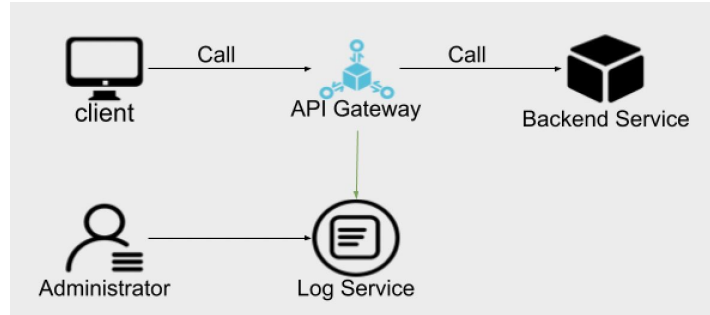 Call
Call
client
API Gateway
Backend Service
Administrator
Log Service